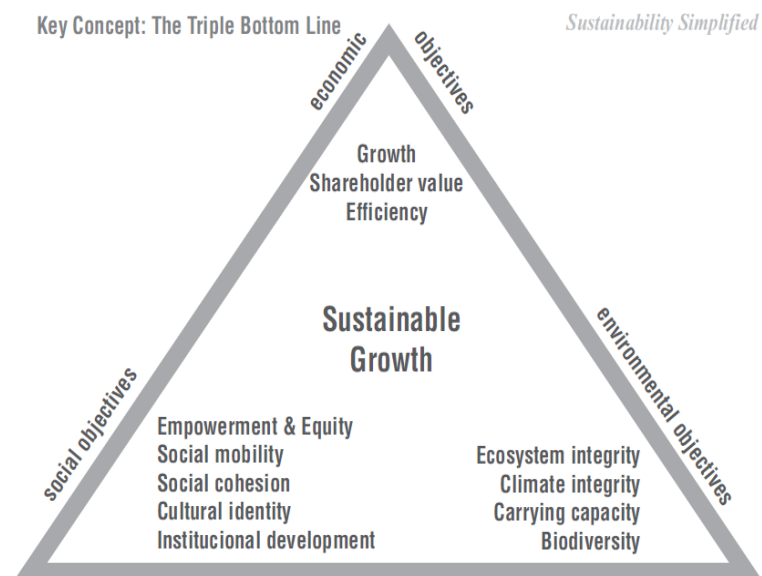 Key Concept: The Triple Bottom Line
Sustainability Simplified
economic
objectives
Growth
Shareholder value
Efficiency
Sustainable
Growth
social objectives
environmental objectives
Empowerment & Equity
Social mobility
Social cohesion
Cultural identity
Institucional development
Ecosystem integrity
Climate integrity
Carrying capacity
Biodiversity